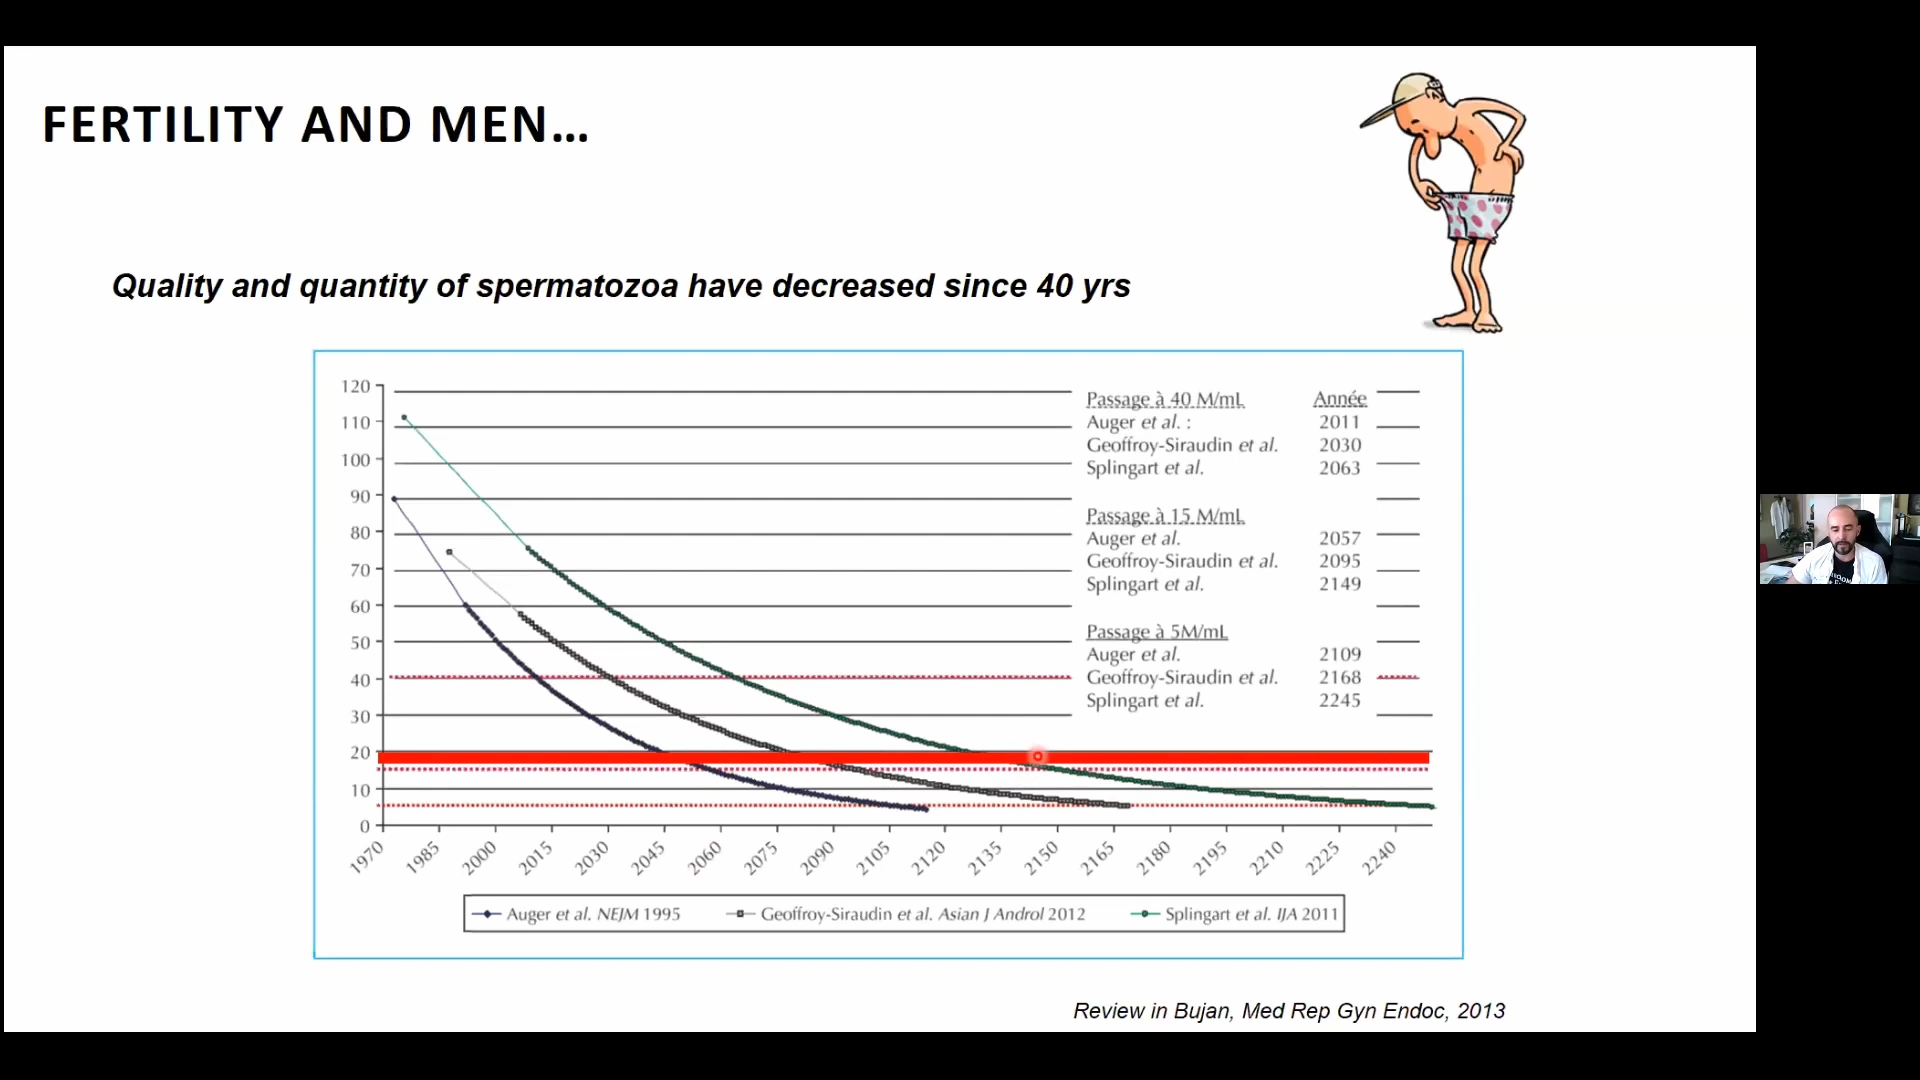 FERTILITY AND MEN...
Quality and quantity of spermatozoa have decreased since 40 yrs
120
110
100
90
80
70
60
50
40
30
20
10
0
Passage à 40 M/mL Année
Auger et al. : 2011
Geoffroy-Siraudin et al. 2030
Splingart et al. 2063
Passage à 15 M/mL
Auger et al. 2057
Geoffroy-Siraudin et al. 2095
Splingart et al. 2149
Passage à 5M/mL
Auger et al. 2109
Geoffroy-Siraudin et al. 2168
Splingart et al. 2245
1970 1985 2000 2015 2030 2045 2060 2075 2090 2105 2120 2135 2150 2165 2180 2195 2210 2225 2240
Auger et al. NEJM 1995 Geoffroy-Siraudin et al. Asian J Androl 2012 Splingart et al. IJA 2011
Review in Bujan, Med Rep Gyn Endoc, 2013